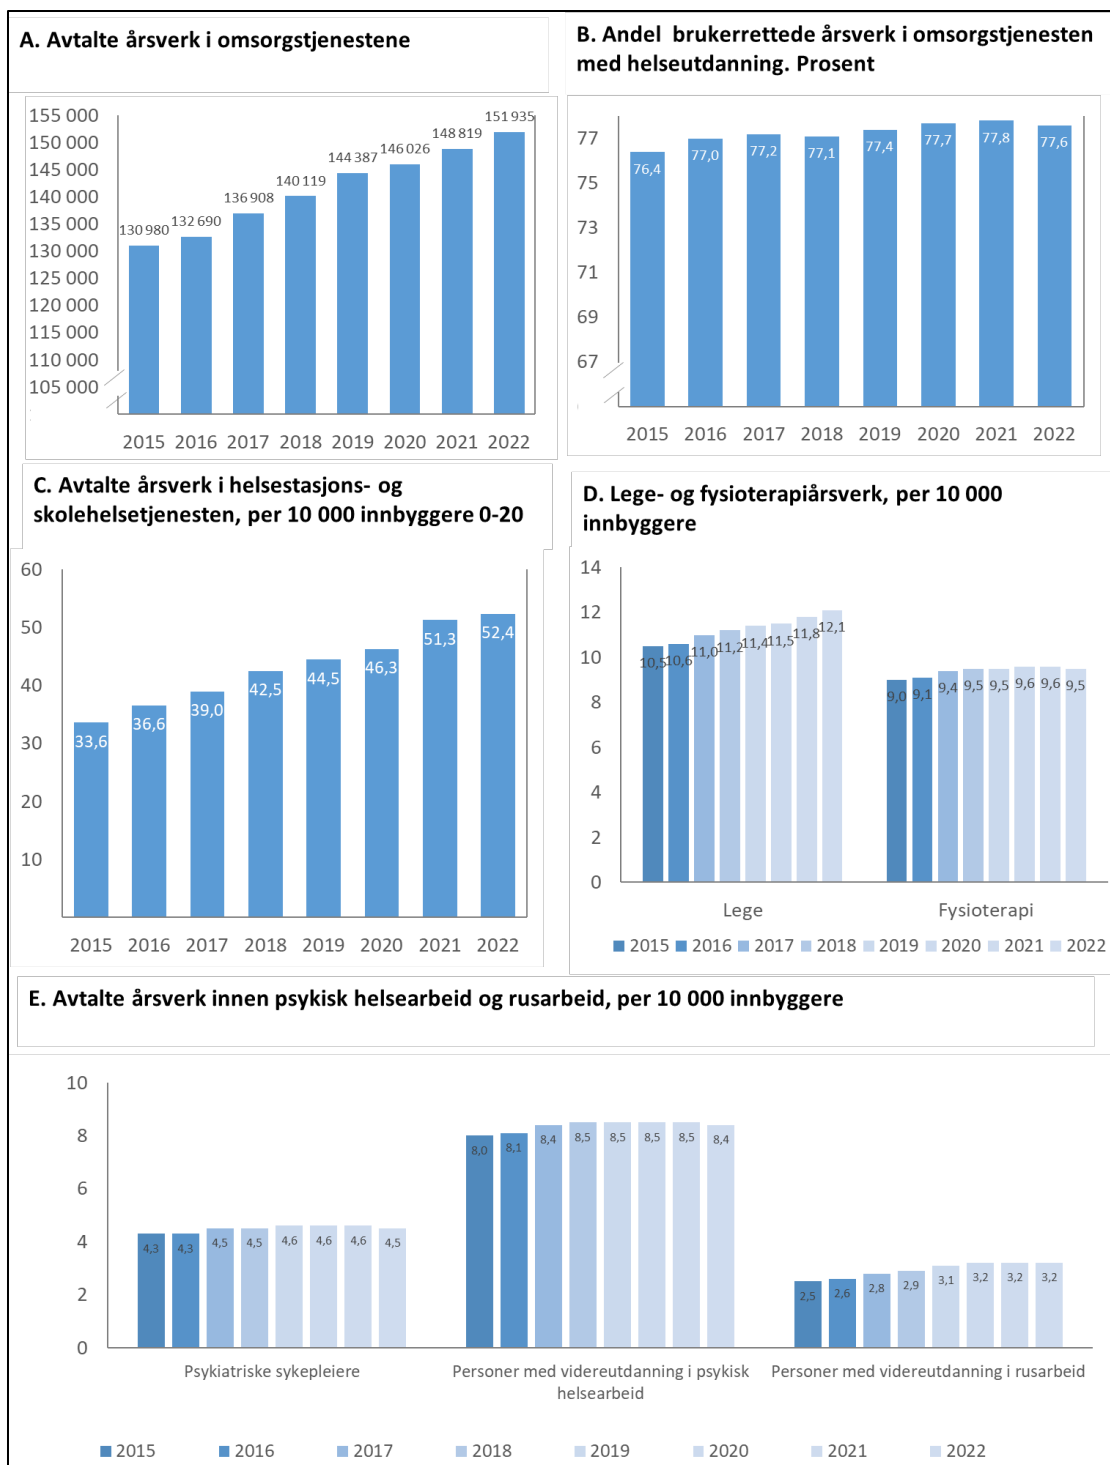 A. Avtalte årsverk i omsorgstjenestene
155 000
150 000
145 000
140 000
135 000
130 000
125 000
120 000
115 000
110 000
105 000
130 980
132 690
136 908
140 119
144 387
146 026
148 819
151 935
2015 2016 2017 2018 2019 2020 2021 2022
B. Andel brukerrettede årsverk i omsorgstjenesten
med helseutdanning. Prosent
77
75
73
71
69
67
76,4
77,0
77,2
77,1
77,4
77,7
77,8
77,6
2015 2016 2017 2018 2019 2020 2021 2022
C. Avtalte årsverk i helsestasjons- og
skolehelsetjenesten, per 10 000 innbyggere 0-20
60
50
40
30
20
10
33,6
36,6
39,0
42,5
44,5
46,3
51,3
52,4
2015 2016 2017 2018 2019 2020 2021 2022
D. Lege- og fysioterapiårsverk, per 10 000
innbyggere
14
12
10
8
6
4
2
0
10,5 10,6 11,0 11,2 11,4 11,5 11,8 12,1
9,0 9,1 9,4 9,5 9,5 9,6 9,6 9,5
Lege Fysioterapi
2015 2016 2017 2018 2019 2020 2021 2022
E. Avtalte årsverk innen psykisk helsearbeid og rusarbeid, per 10 000 innbyggere
10
8
6
4
2
0
4,3 4,3 4,5 4,5 4,6 4,6 4,6 4,5
8,0 8,1 8,4 8,5 8,5 8,5 8,5 8,4
2,5 2,6 2,8 2,9 3,1 3,2 3,2 3,2
Psykiatriske sykepleiere
Personer med videreutdanning i psykisk
helsearbeid
Personer med videreutdanning i rusarbeid
2015 2016 2017 2018 2019 2020 2021 2022